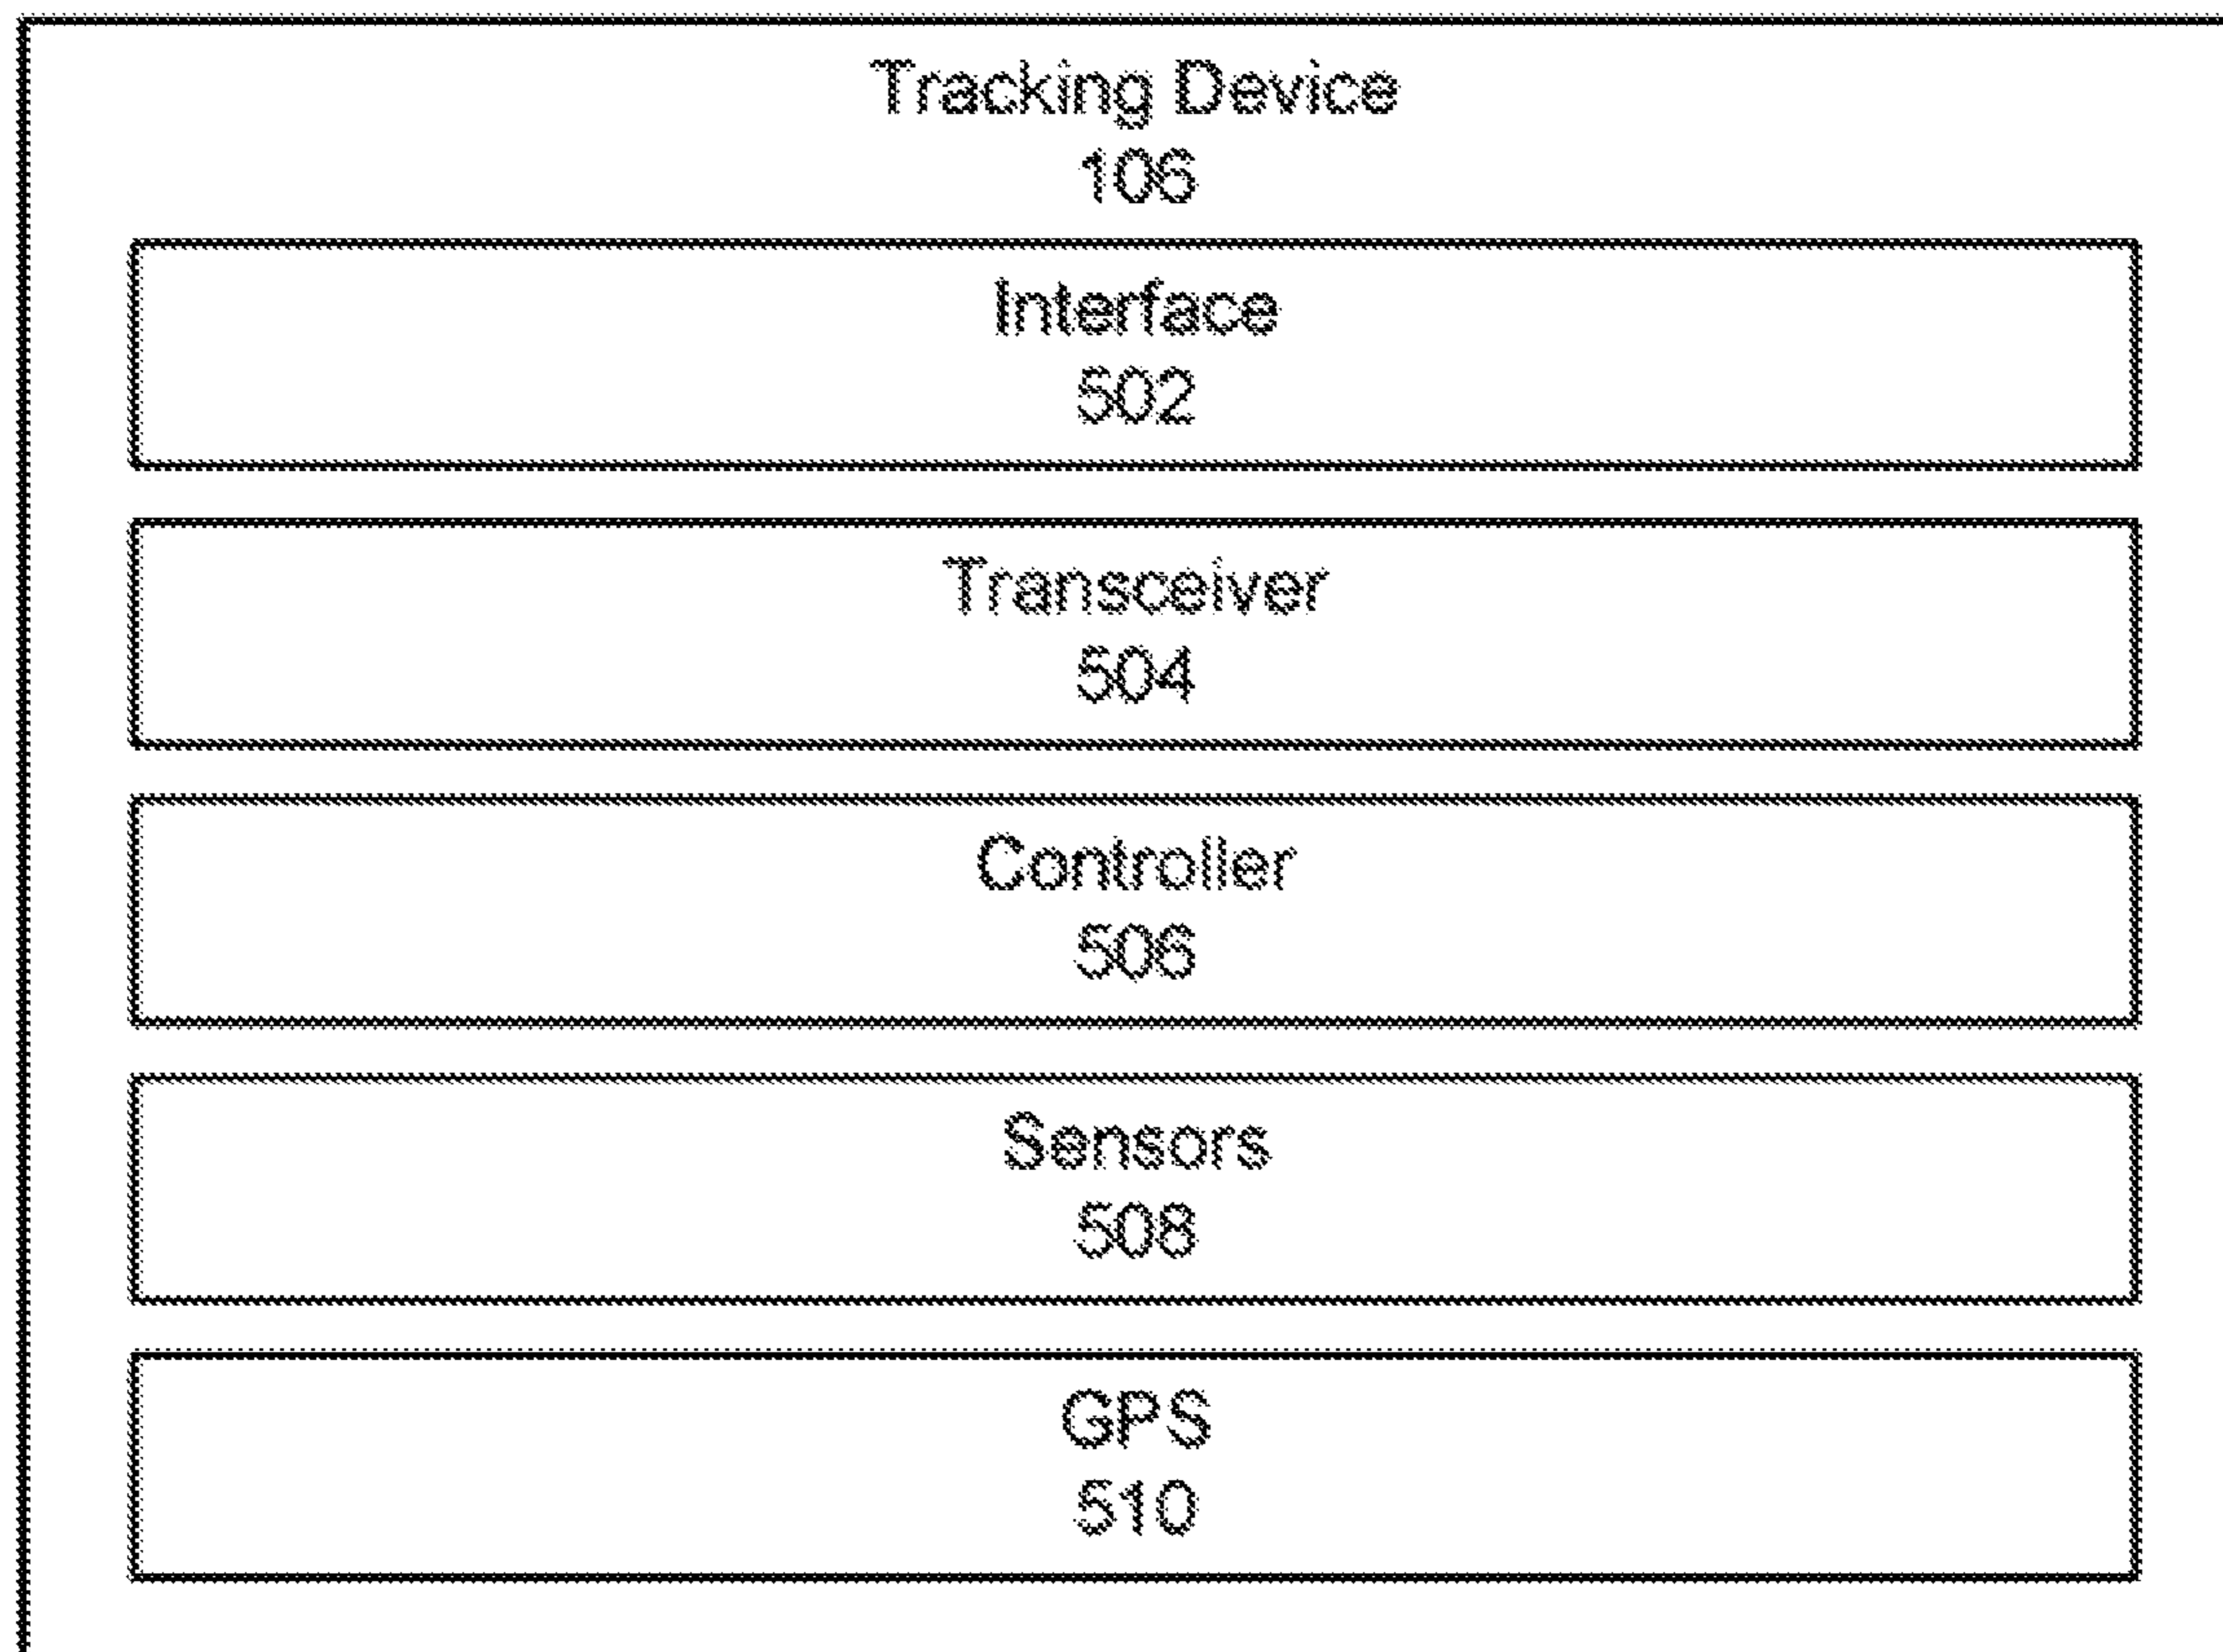 Tracking Device
106
Interface
502
Transceiver
504
Controller
506
Sensors
508
GPS
510